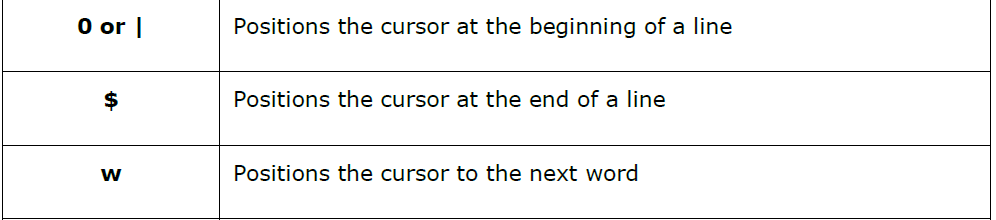 0 or | Positions the cursor at the beginning of a line
$ Positions the cursor at the end of a line
w Positions the cursor to the next word